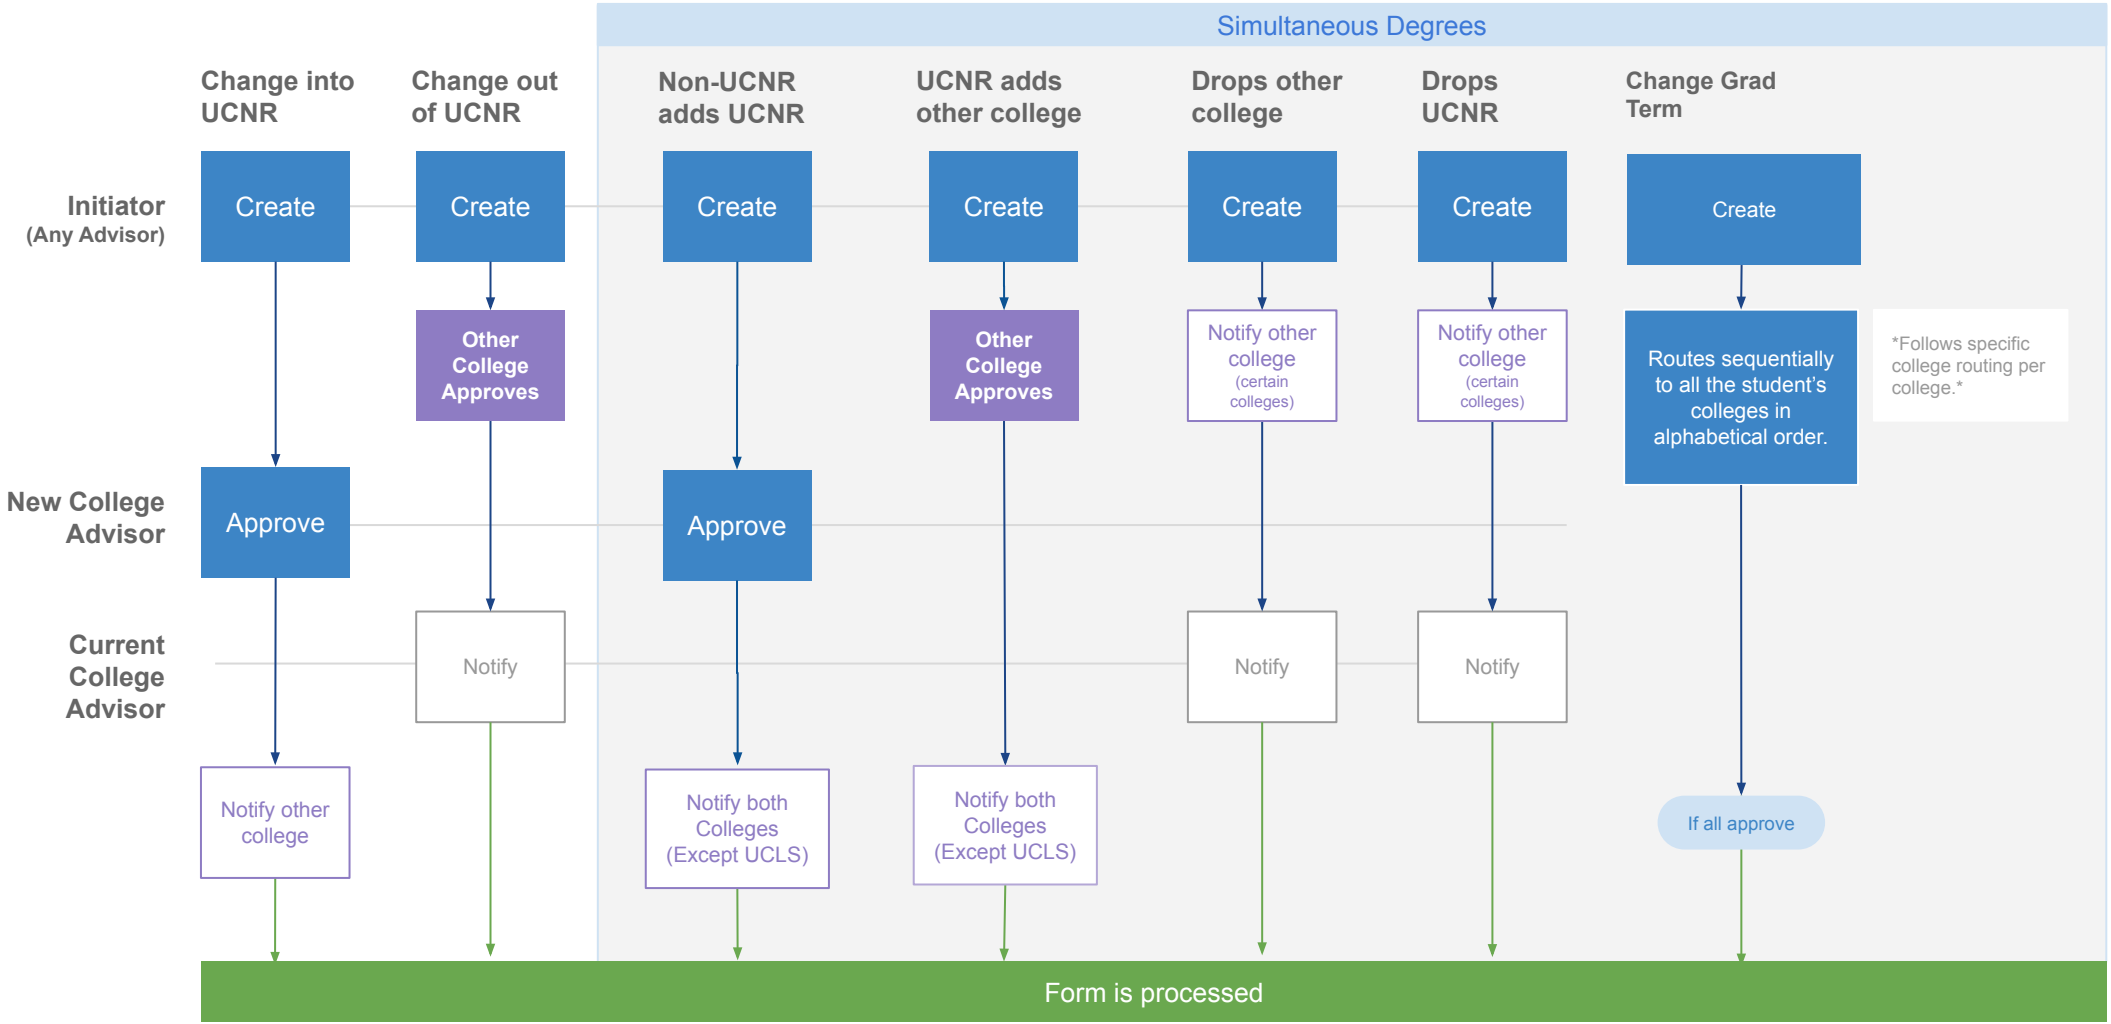 Simultaneous Degrees
Change into
UCNR
Change out
of UCNR
Non-UCNR
adds UCNR
UCNR adds
other college
Drops other
college
Drops
UCNR
Change Grad
Term
Initiator
(Any Advisor)
Create
Create
Create
Create
Create
Create
Create
Other
College
Approves
Other
College
Approves
Notify other
college
(certain
colleges)
Notify other
college
(certain
colleges)
Routes sequentially
to all the student’s
colleges in
alphabetical order.
*Follows specific
college routing per
college.*
New College
Advisor
Approve
Approve
Current
College
Advisor
Notify
Notify
Notify
Notify other
college
Notify both
Colleges
(Except UCLS)
Notify both
Colleges
(Except UCLS)
If all approve
Form is processed